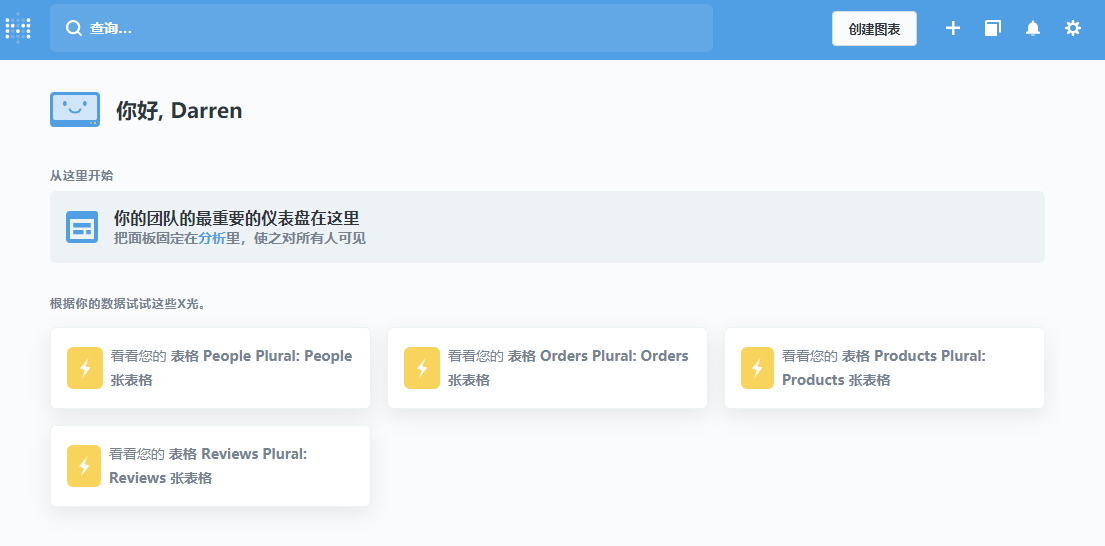 查询...
创建图表
你好, Darren
从这里开始
你的团队的最重要的仪表盘在这里
把面板固定在分析里，使之对所有人可见
根据你的数据试试这些X光。
看看您的 表格 People Plural: People
张表格
看看您的 表格 Orders Plural: Orders
张表格
看看您的 表格 Products Plural:
Products 张表格
看看您的 表格 Reviews Plural:
Reviews 张表格